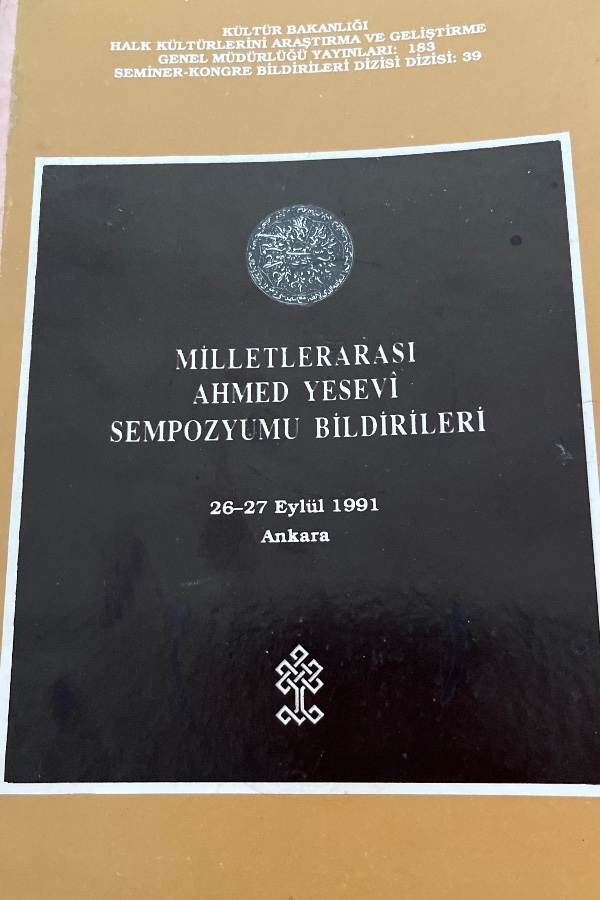 KÜLTÜR BAKANLIĞI
HALK KÜLTÜRLERİNİ ARAŞTIRMA VE GELİŞTİRME
GENEL MÜDÜRLÜĞÜ YAYINLARI: 183
SEMİNER-KONGRE BİLDİRİLERİ DİZİSİ DİZİSİ: 39
MİLLETLERARASI
AHMED YESEVÎ
SEMPOZYUMU BİLDİRİLERİ
26–27 Eylül 1991
Ankara